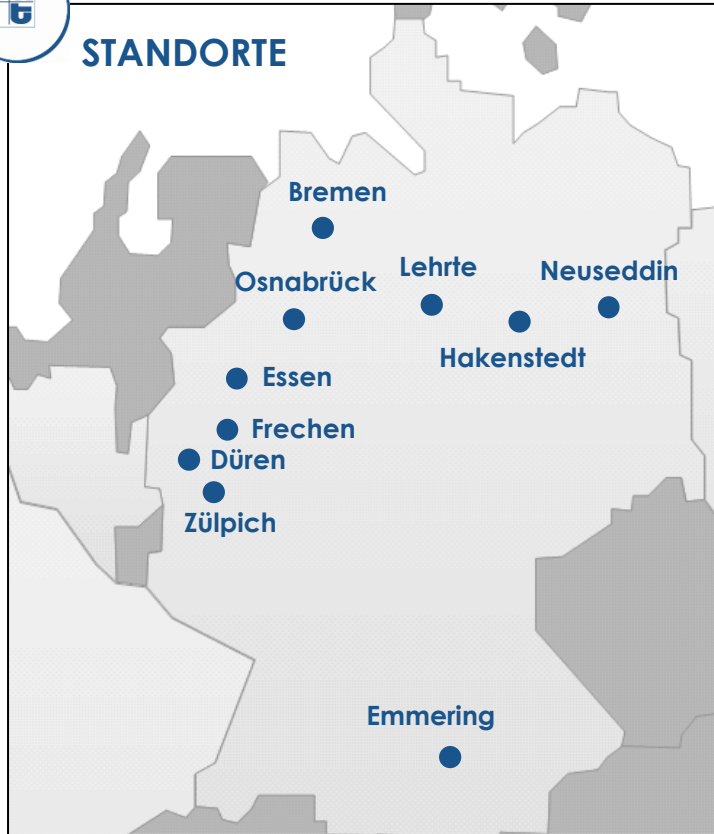 t
STANDORTE
Bremen
Lehrte
Neuseddin
Osnabrück
Hakenstedt
Essen
Frechen
Düren
Zülpich
Emmering